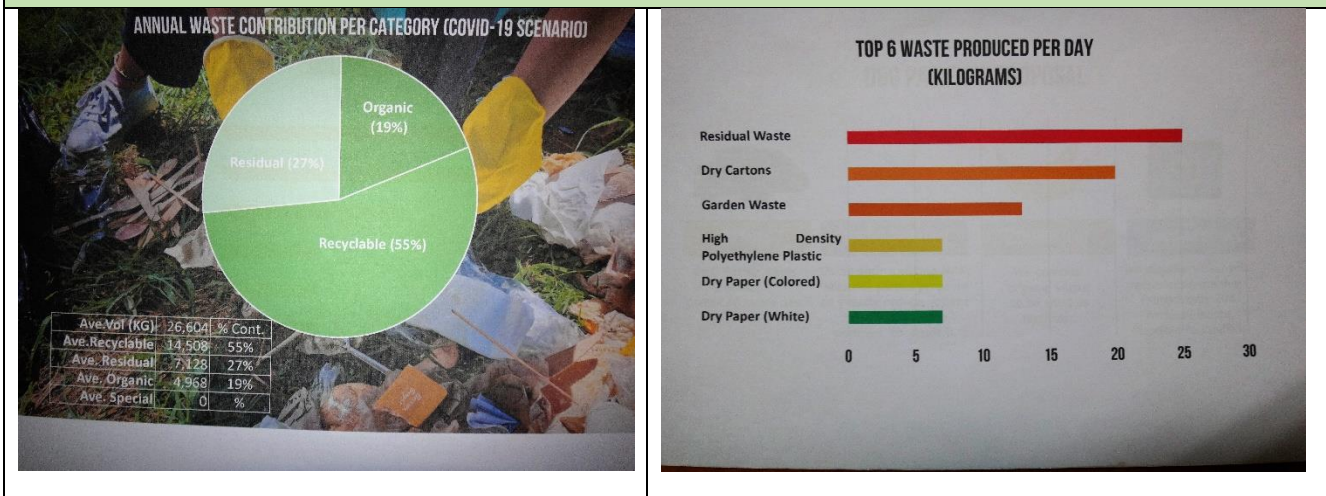 ANNUAL WASTE CONTRIBUTION PER CATEGORY (COVID-19 SCENARIO)
Organic
(19%)
Residual (27%)
Recyclable (55%)
Ave.Vol (KG) 26,604 % Cont.
Ave.Recyclable 14,508 55%
Ave. Residual 7,128 27%
Ave. Organic 4,968 19%
Ave. Special 0 %
TOP 6 WASTE PRODUCED PER DAY
(KILOGRAMS)
Residual Waste
Dry Cartons
Garden Waste
High Density
Polyethylene Plastic
Dry Paper (Colored)
Dry Paper (White)
0 5 10 15 20 25 30